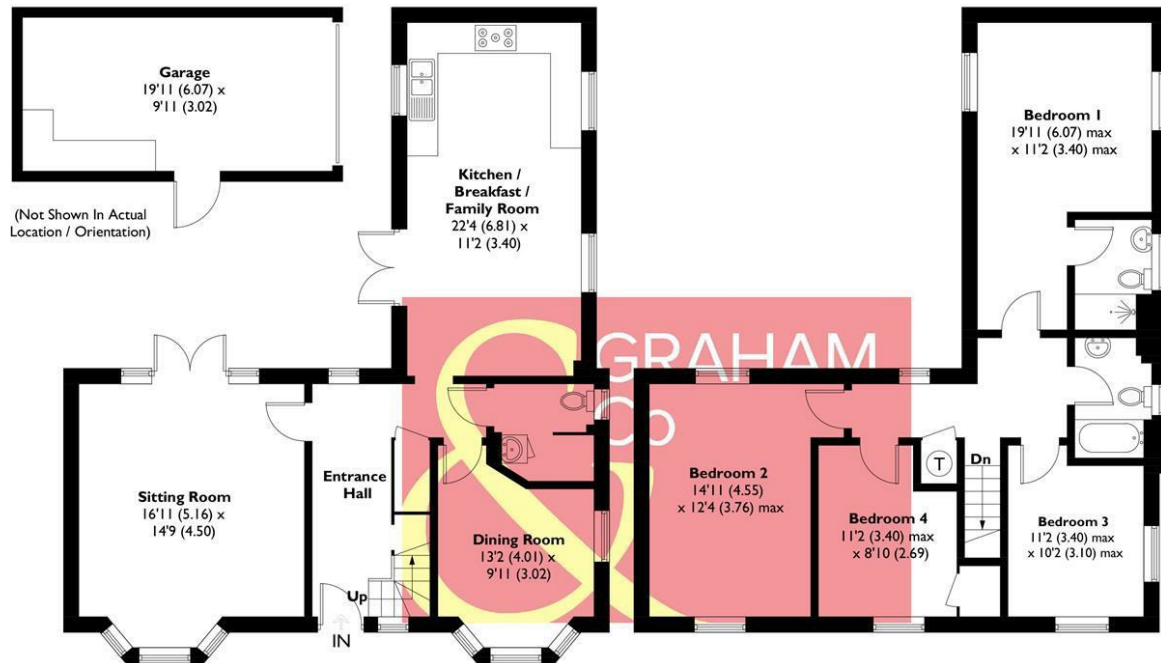 Garage
19'11 (6.07) x
9'11 (3.02)
(Not Shown In Actual
Location / Orientation)
Kitchen /
Breakfast /
Family Room
22'4 (6.81) x
11'2 (3.40)
Bedroom 1
19'11 (6.07) max
x 11'2 (3.40) max
& GRAHAM
Co
Sitting Room
16'11 (5.16) x
14'9 (4.50)
Entrance
Hall
Up
IN
Dining Room
13'2 (4.01) x
9'11 (3.02)
Bedroom 2
14'11 (4.55)
x 12'4 (3.76) max
T
Dn
Bedroom 4
11'2 (3.40) max
x 8'10 (2.69)
Bedroom 3
11'2 (3.40) max
x 10'2 (3.10) max